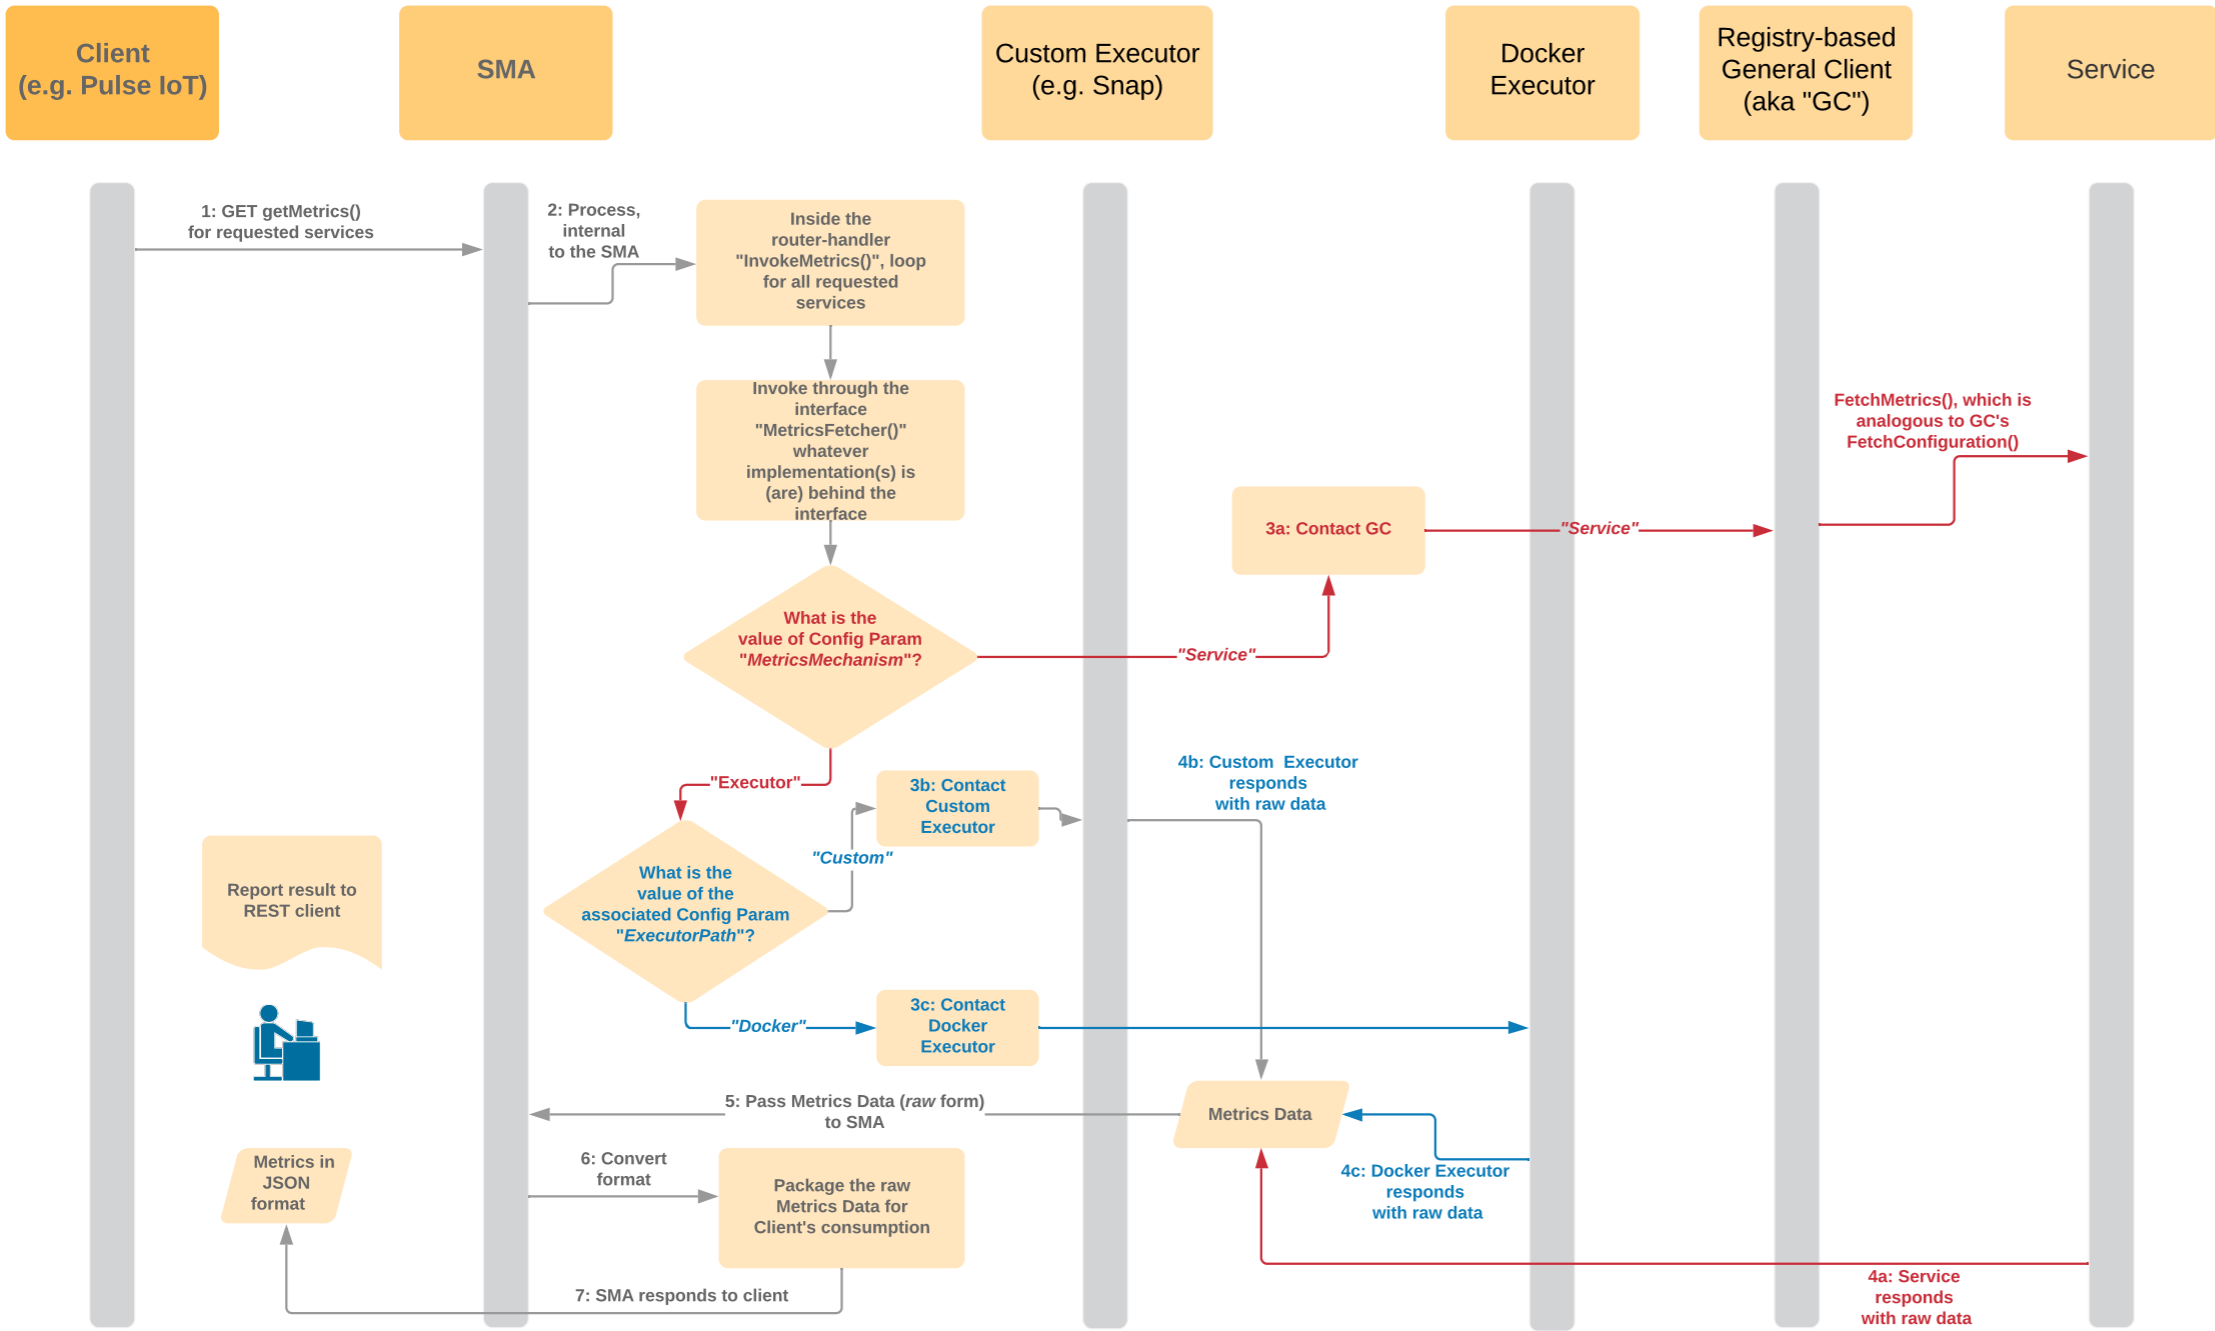 Client
(e.g. Pulse IoT)
SMA
Custom Executor
(e.g. Snap)
Docker
Executor
Registry-based
General Client
(aka "GC")
Service
1: GET getMetrics()
for requested services
2: Process,
internal
to the SMA
Inside the
router-handler
"InvokeMetrics()", loop
for all requested
services
Invoke through the
interface
"MetricsFetcher()"
whatever
implementation(s) is
(are) behind the
interface
FetchMetrics(), which is
analogous to GC's
FetchConfiguration()
3a: Contact GC
"Service"
What is the
value of Config Param
"MetricsMechanism"?
"Service"
"Executor"
3b: Contact
Custom
Executor
4b: Custom  Executor
responds
with raw data
"Custom"
What is the
value of the
associated Config Param
"ExecutorPath"?
Report result to
REST client
"Docker"
3c: Contact
Docker
Executor
5: Pass Metrics Data (raw form)
to SMA
Metrics Data
4c: Docker Executor
responds
with raw data
6: Convert
format
Package the raw
Metrics Data for
Client's consumption
Metrics in
JSON
format
7: SMA responds to client
4a: Service
responds
with raw data